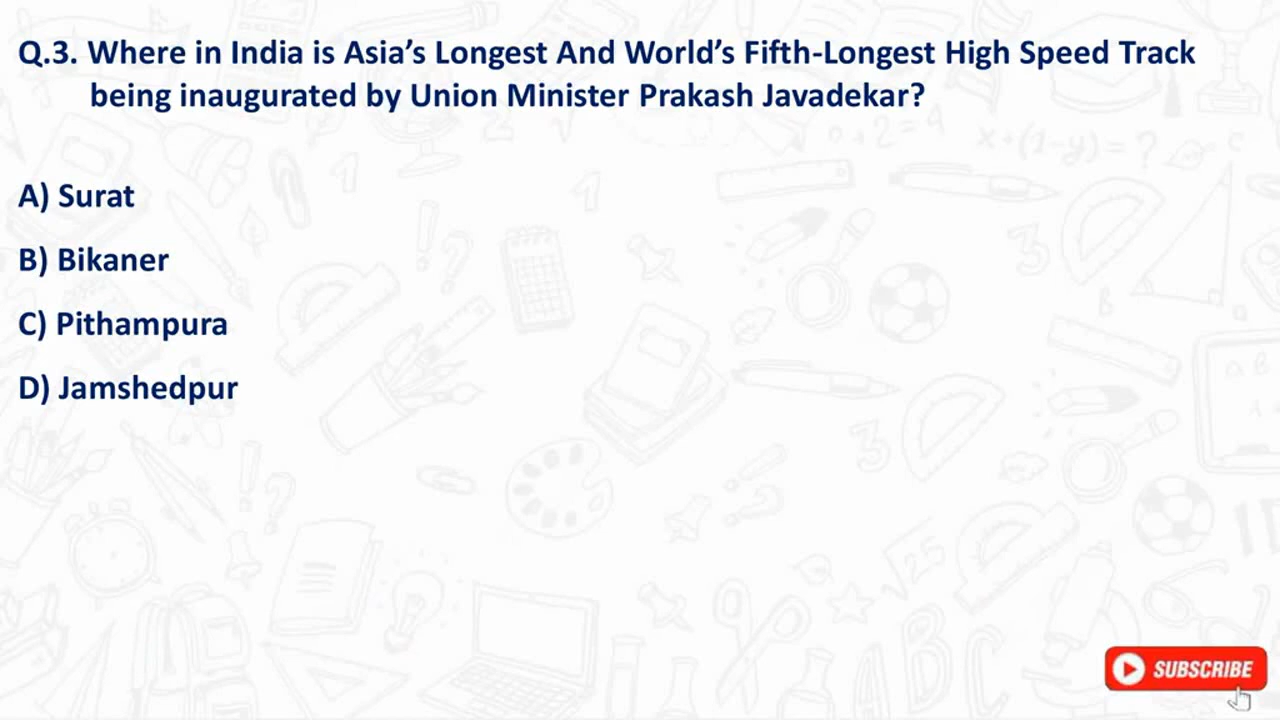 Q.3. Where in India is Asia’s Longest And World’s Fifth-Longest High Speed Track
being inaugurated by Union Minister Prakash Javadekar?
A) Surat
B) Bikaner
C) Pithampura
D) Jamshedpur
SUBSCRIBE